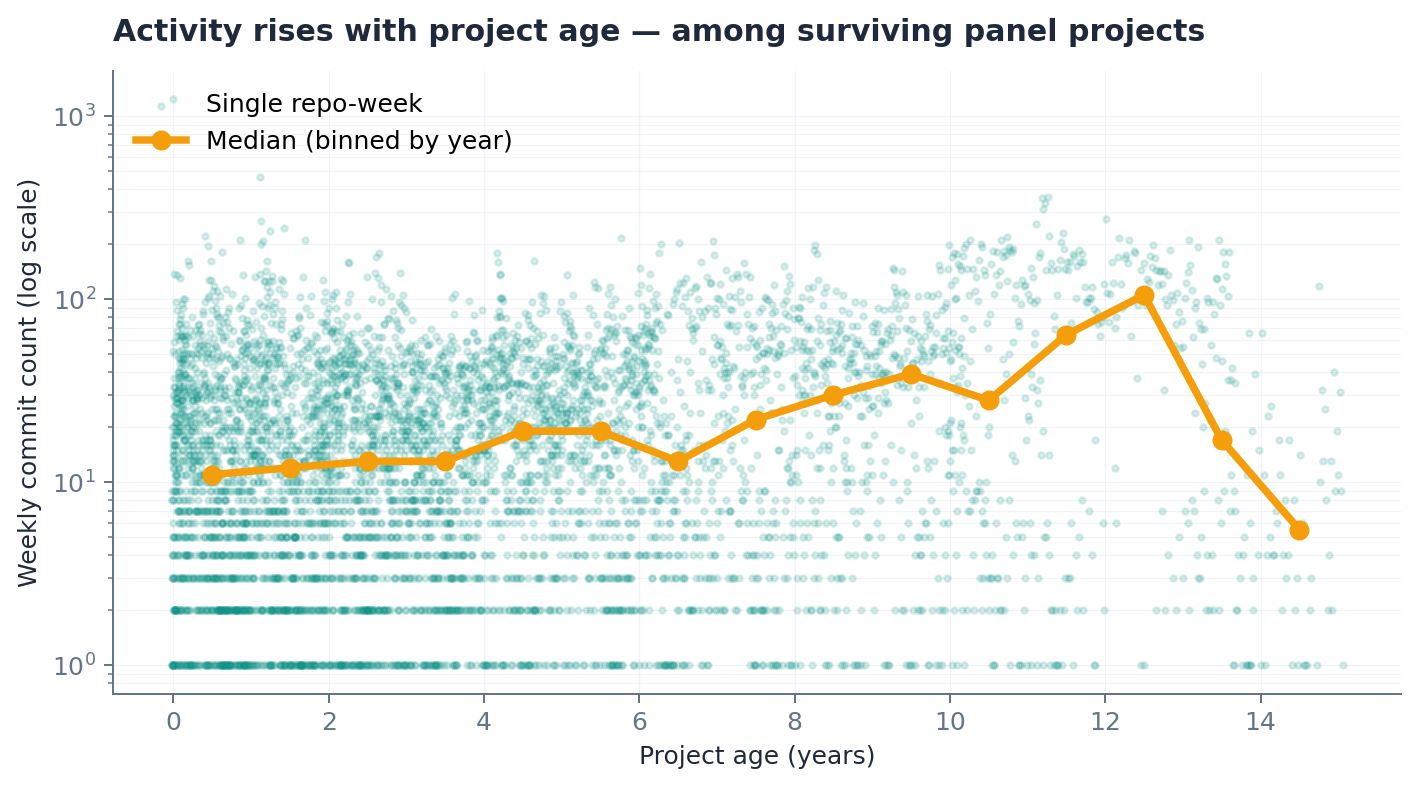 Activity rises with project age — among surviving panel projects
Single repo-week
Median (binned by year)
Weekly commit count (log scale)
10³
10²
10¹
10⁰
0 2 4 6 8 10 12 14
Project age (years)